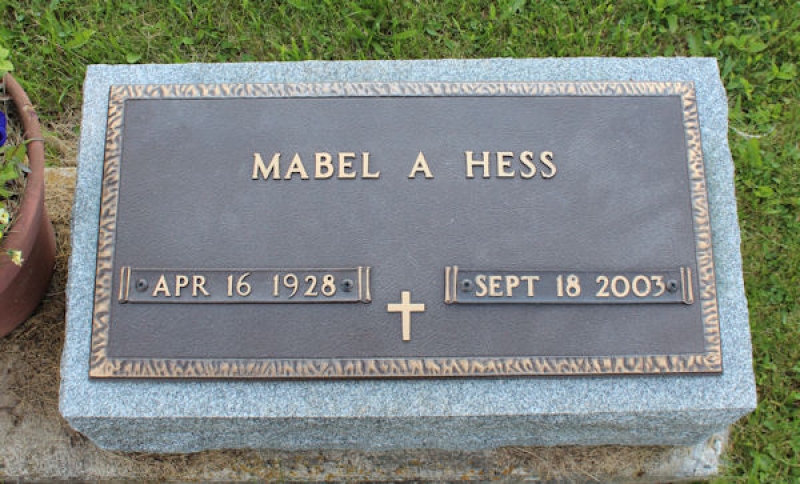 MABEL A HESS
APR 16 1928
SEPT 18 2003